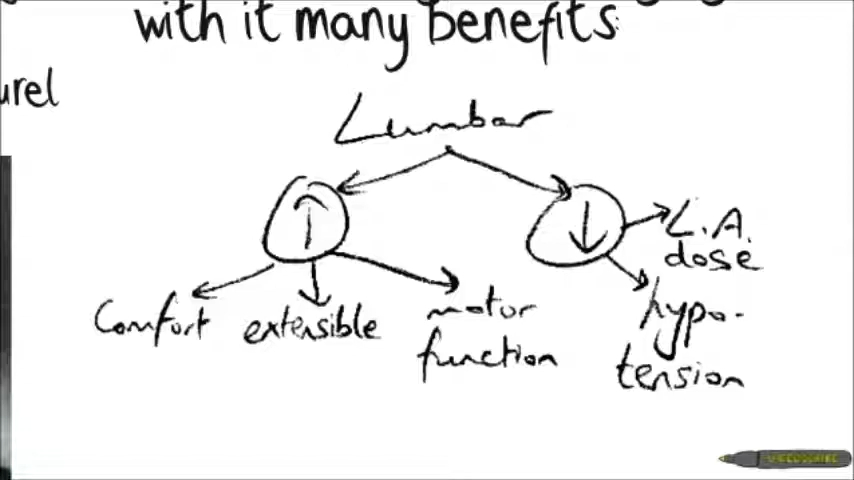 with it many benefits
urel
Lumbar
↑
↓
L.A.
dose
Comfort
extensible
motor
function
hypo-
tension